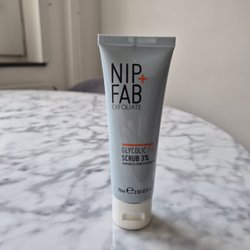 NIP+
FAB
EXFOLIATE
GLYCOLIC FIX
SCRUB 3%